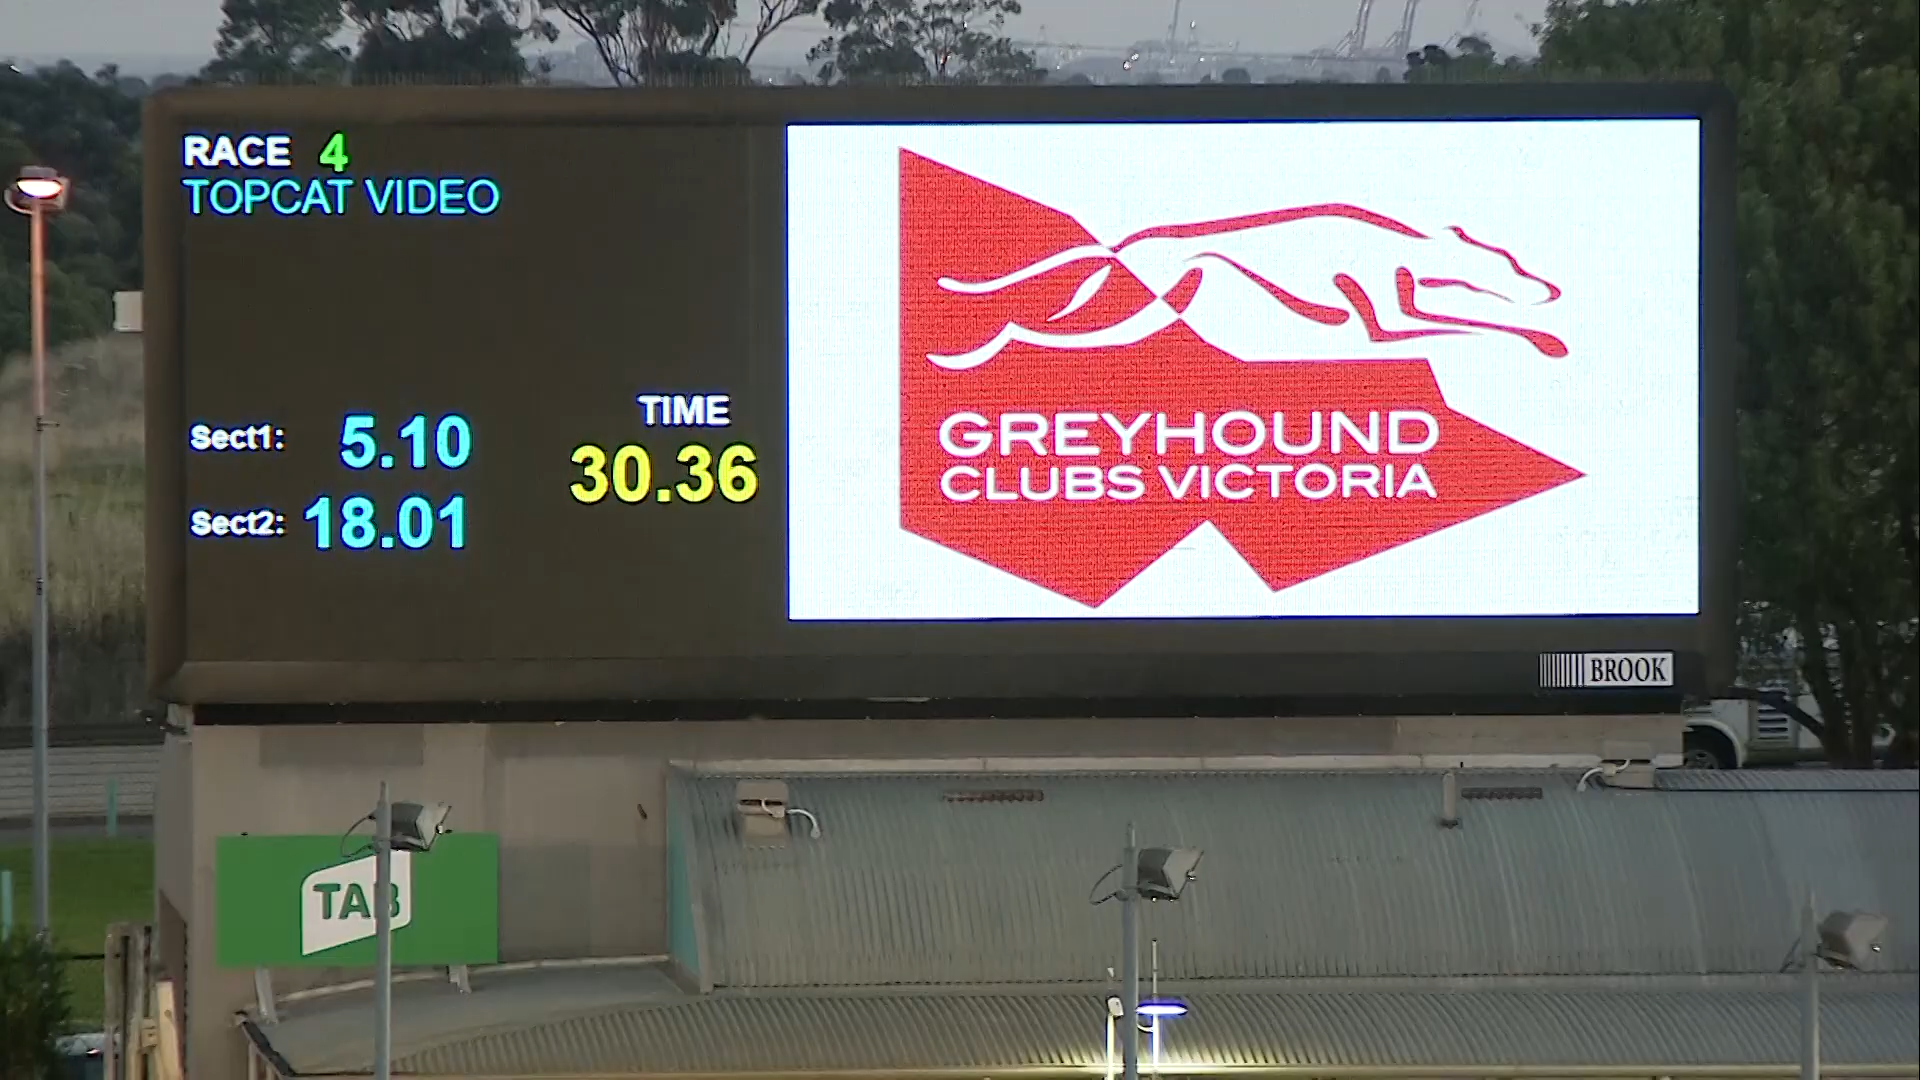 RACE 4
TOPCAT VIDEO
Sect1: 5.10
Sect2: 18.01
TIME
30.36
GREYHOUND
CLUBS VICTORIA
BROOK
TAB